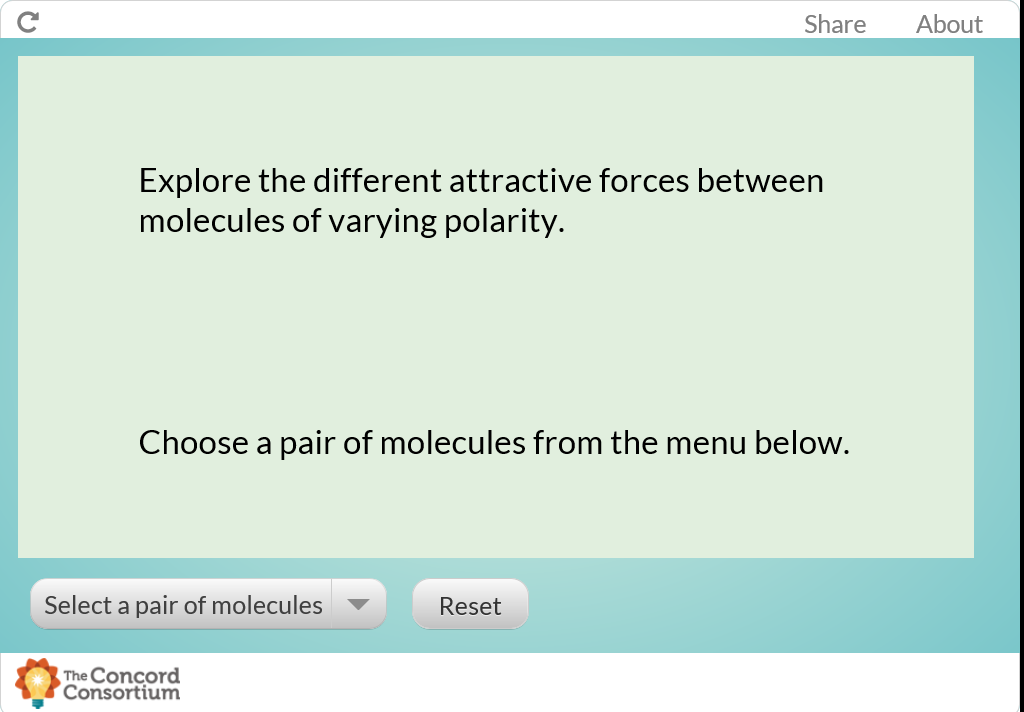 Share About
Explore the different attractive forces between
molecules of varying polarity.
Choose a pair of molecules from the menu below.
Select a pair of molecules Reset
The Concord
Consortium